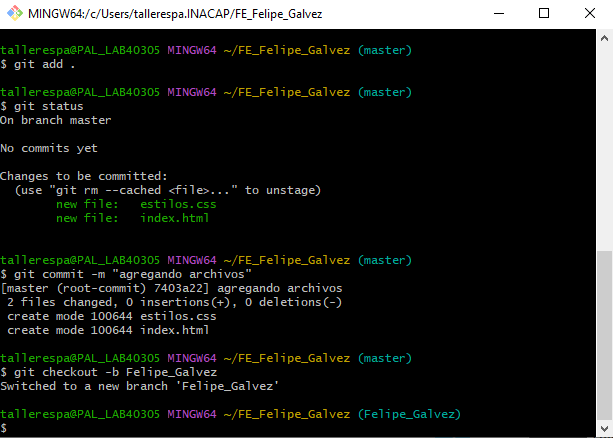 MINGW64:/c/Users/tallerespa.INACAP/FE_Felipe_Galvez
tallerespa@PAL_LAB40305 MINGW64 ~/FE_Felipe_Galvez (master)
$ git add .
tallerespa@PAL_LAB40305 MINGW64 ~/FE_Felipe_Galvez (master)
$ git status
On branch master
No commits yet
Changes to be committed:
  (use "git rm --cached <file>..." to unstage)
        new file:   estilos.css
        new file:   index.html
tallerespa@PAL_LAB40305 MINGW64 ~/FE_Felipe_Galvez (master)
$ git commit -m "agregando archivos"
[master (root-commit) 7403a22] agregando archivos
 2 files changed, 0 insertions(+), 0 deletions(-)
 create mode 100644 estilos.css
 create mode 100644 index.html
tallerespa@PAL_LAB40305 MINGW64 ~/FE_Felipe_Galvez (master)
$ git checkout -b Felipe_Galvez
Switched to a new branch 'Felipe_Galvez'
tallerespa@PAL_LAB40305 MINGW64 ~/FE_Felipe_Galvez (Felipe_Galvez)
$